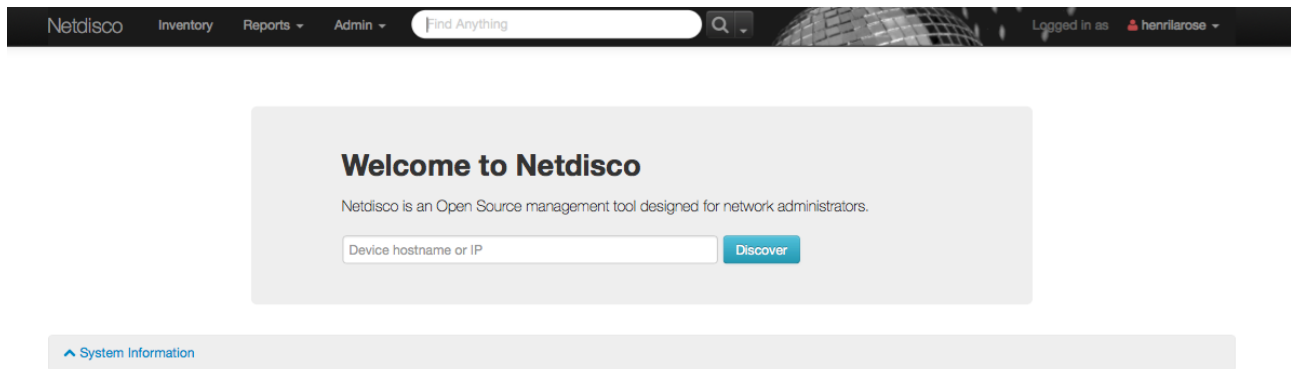 Netdisco Inventory Reports Admin Find Anything Logged in as henrilarose
Welcome to Netdisco
Netdisco is an Open Source management tool designed for network administrators.
Device hostname or IP Discover
System Information